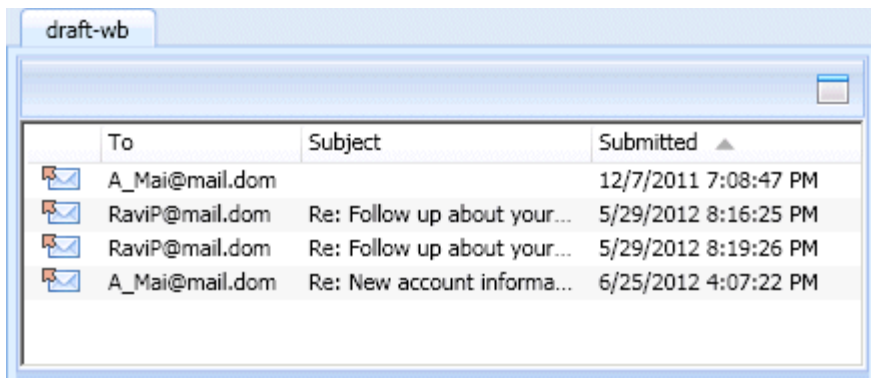 draft-wb
To Subject Submitted
A_Mai@mail.dom 12/7/2011 7:08:47 PM
RaviP@mail.dom Re: Follow up about your... 5/29/2012 8:16:25 PM
RaviP@mail.dom Re: Follow up about your... 5/29/2012 8:19:26 PM
A_Mai@mail.dom Re: New account informa... 6/25/2012 4:07:22 PM